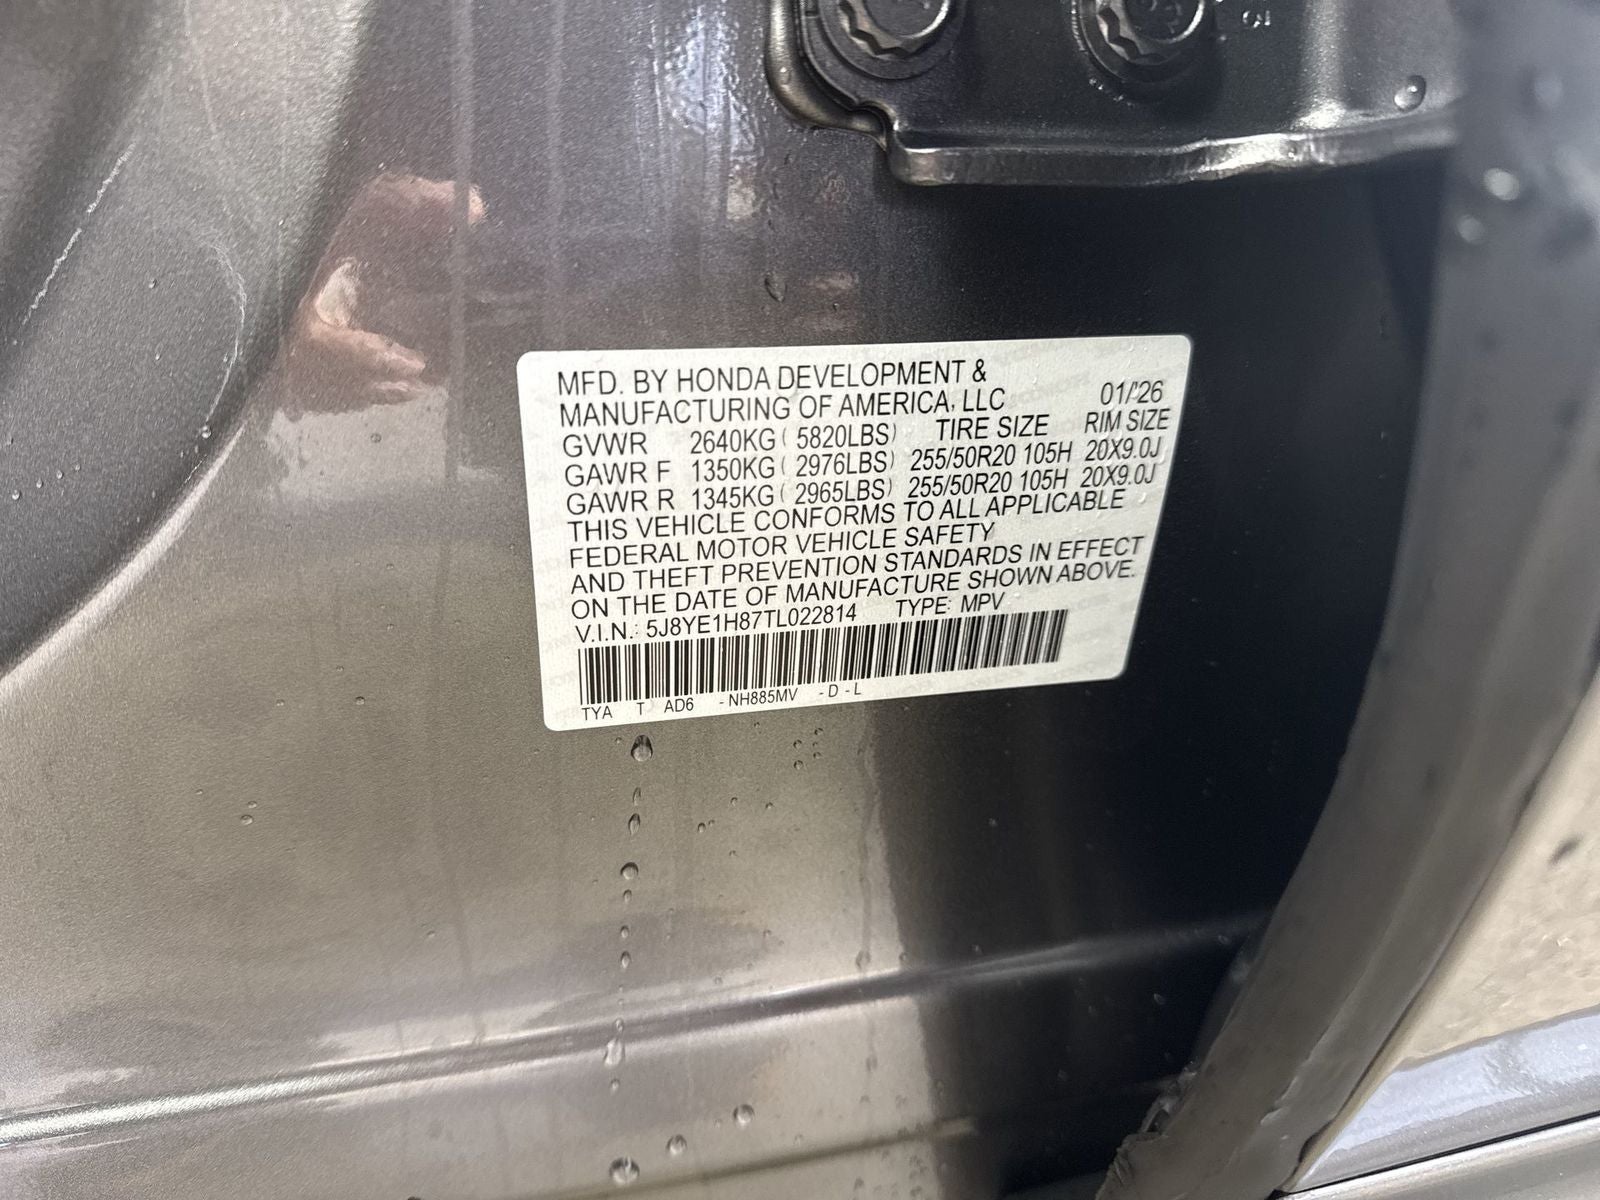 MFD. BY HONDA DEVELOPMENT &
MANUFACTURING OF AMERICA, LLC 01/'26
GVWR 2640KG ( 5820LBS) TIRE SIZE RIM SIZE
GAWR F 1350KG ( 2976LBS) 255/50R20 105H 20X9.0J
GAWR R 1345KG ( 2965LBS) 255/50R20 105H 20X9.0J
THIS VEHICLE CONFORMS TO ALL APPLICABLE
FEDERAL MOTOR VEHICLE SAFETY
AND THEFT PREVENTION STANDARDS IN EFFECT
ON THE DATE OF MANUFACTURE SHOWN ABOVE.
V.I.N.: 5J8YE1H87TL022814 TYPE: MPV
TYA T AD6 - NH885MV - D - L